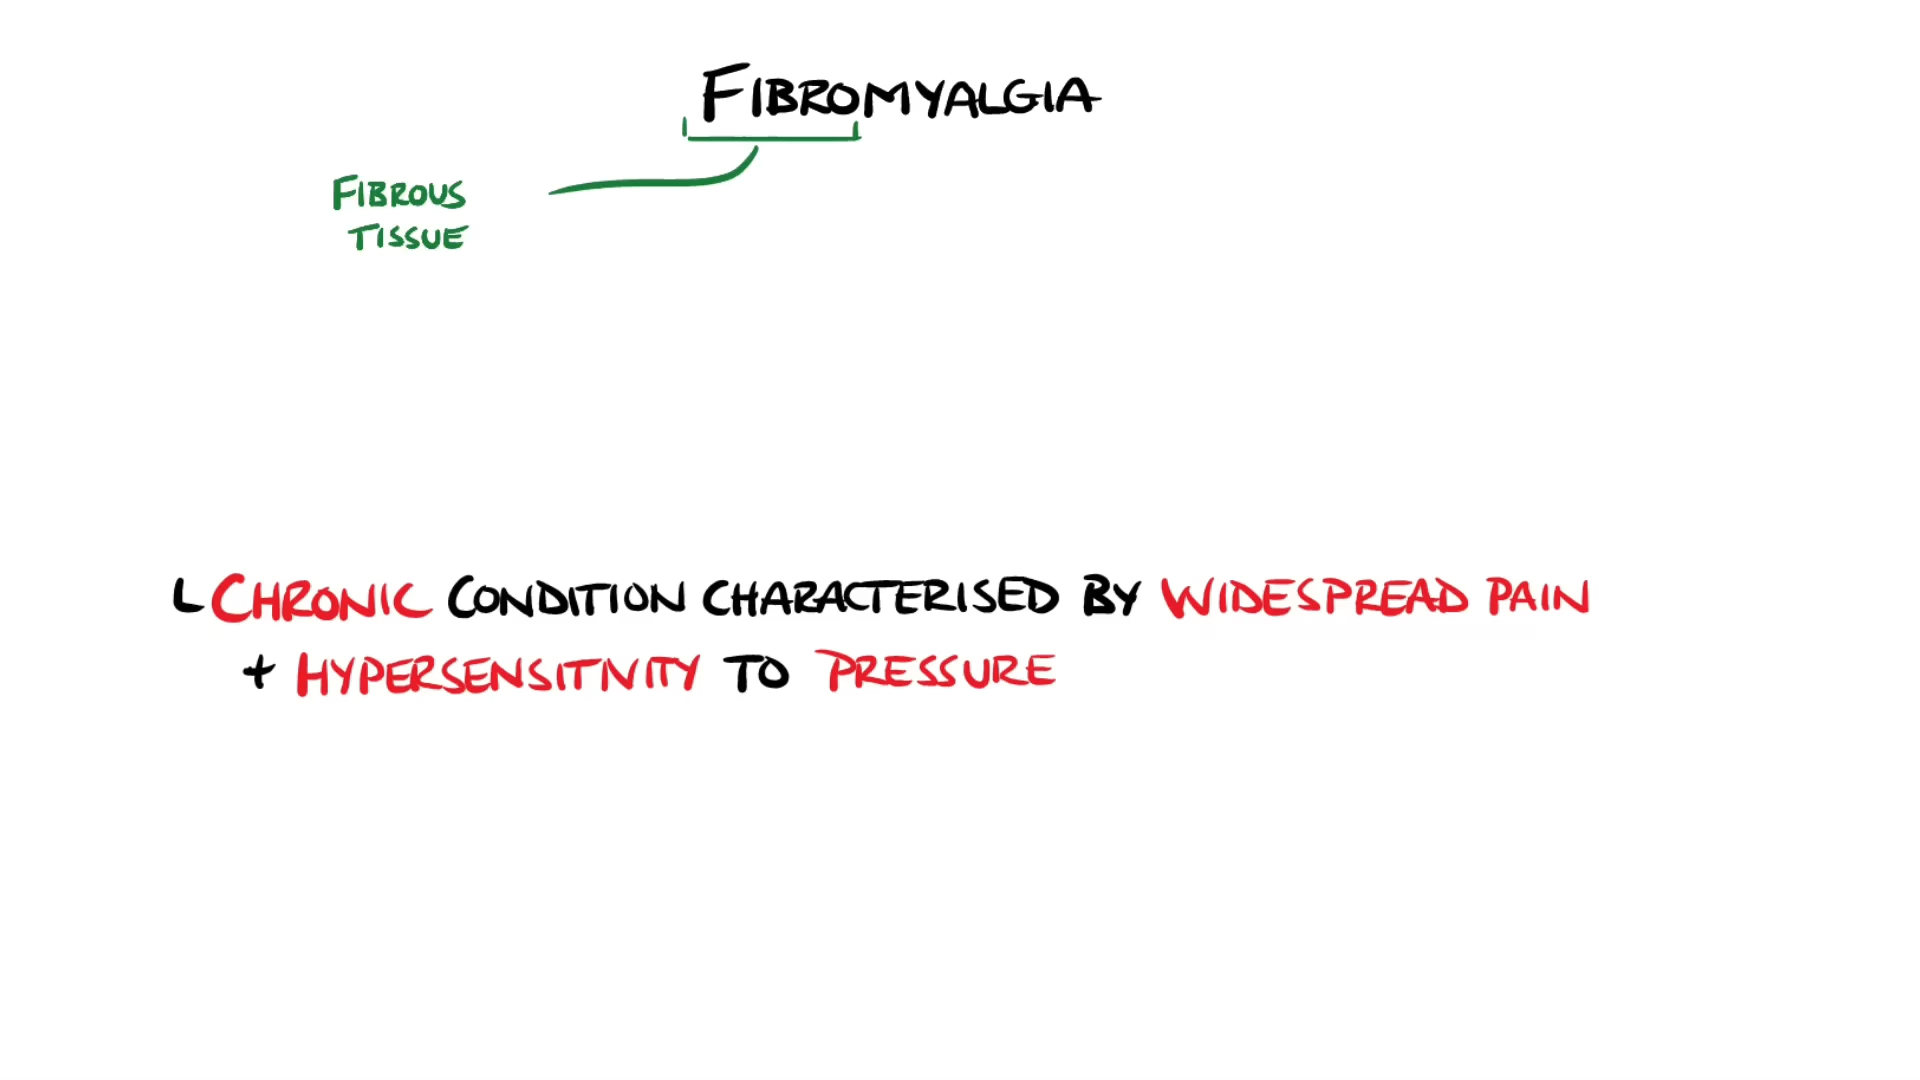 FIBROMYALGIA
FIBROUS
TISSUE
CHRONIC CONDITION CHARACTERISED BY WIDESPREAD PAIN
+ HYPERSENSITIVITY TO PRESSURE